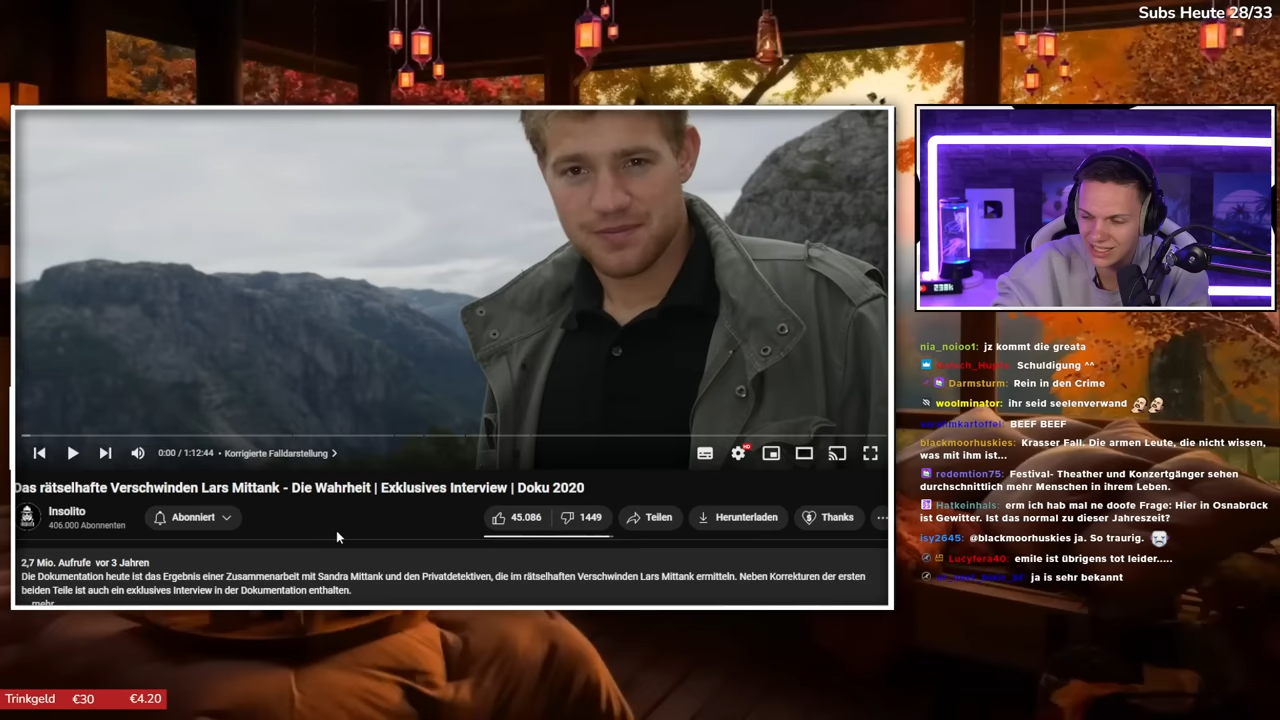 Subs Heute 28/33
0:00 / 1:12:44 • Korrigierte Falldarstellung
HD
Das rätselhafte Verschwinden Lars Mittank - Die Wahrheit | Exklusives Interview | Doku 2020
Insolito
406.000 Abonnenten
Abonniert
45.086
1449
Teilen
Herunterladen
Thanks
2,7 Mio. Aufrufe vor 3 Jahren
Die Dokumentation heute ist das Ergebnis einer Zusammenarbeit mit Sandra Mittank und den Privatdetektiven, die im rätselhaften Verschwinden Lars Mittank ermitteln. Neben Korrekturen der ersten
beiden Teile ist auch ein exklusives Interview in der Dokumentation enthalten.
mehr
239k
nia_noioo1: jz kommt die greata
Schuldigung ^^
Darmsturm: Rein in den Crime
woolminator: ihr seid seelenverwand
BEEF BEEF
blackmoorhuskies: Krasser Fall. Die armen Leute, die nicht wissen,
was mit ihm ist...
redemtion75: Festival- Theather und Konzertgänger sehen
durchschnittlich mehr Menschen in ihrem Leben.
Hatkeinhals: erm ich hab mal ne doofe Frage: Hier in Osnabrück
ist Gewitter. Ist das normal zu dieser Jahreszeit?
isy2645: @blackmoorhuskies ja. So traurig.
Lucyfera40: emile ist übrigens tot leider.....
ja is sehr bekannt
Trinkgeld €30 €4.20